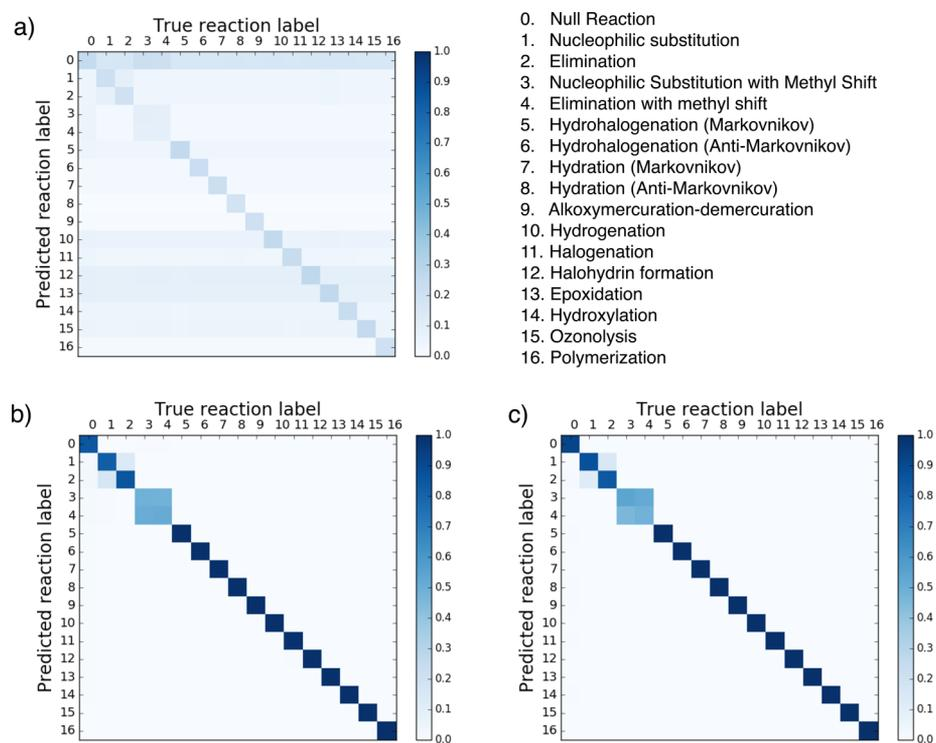 a)
True reaction label
0 1 2 3 4 5 6 7 8 9 10 11 12 13 14 15 16
Predicted reaction label
0
1
2
3
4
5
6
7
8
9
10
11
12
13
14
15
16
1.0
0.9
0.8
0.7
0.6
0.5
0.4
0.3
0.2
0.1
0.0
0. Null Reaction
1. Nucleophilic substitution
2. Elimination
3. Nucleophilic Substitution with Methyl Shift
4. Elimination with methyl shift
5. Hydrohalogenation (Markovnikov)
6. Hydrohalogenation (Anti-Markovnikov)
7. Hydration (Markovnikov)
8. Hydration (Anti-Markovnikov)
9. Alkoxymercuration-demercuration
10. Hydrogenation
11. Halogenation
12. Halohydrin formation
13. Epoxidation
14. Hydroxylation
15. Ozonolysis
16. Polymerization
b)
True reaction label
0 1 2 3 4 5 6 7 8 9 10 11 12 13 14 15 16
Predicted reaction label
0
1
2
3
4
5
6
7
8
9
10
11
12
13
14
15
16
1.0
0.9
0.8
0.7
0.6
0.5
0.4
0.3
0.2
0.1
0.0
c)
True reaction label
0 1 2 3 4 5 6 7 8 9 10 11 12 13 14 15 16
Predicted reaction label
0
1
2
3
4
5
6
7
8
9
10
11
12
13
14
15
16
1.0
0.9
0.8
0.7
0.6
0.5
0.4
0.3
0.2
0.1
0.0